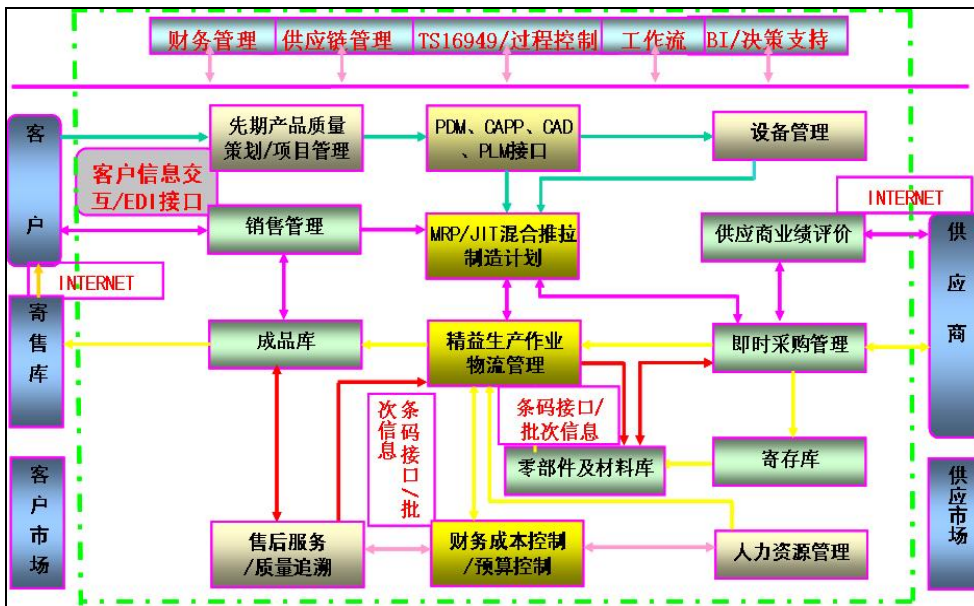 财务管理
供应链管理
TS16949/过程控制
工作流
BI/决策支持
客户
先期产品质量
策划/项目管理
PDM、CAPP、CAD
、PLM接口
设备管理
客户信息交
互/EDI接口
INTERNET
销售管理
MRP/JIT混合推拉
制造计划
供应商业绩评价
供应商
INTERNET
寄售库
成品库
精益生产作业
物流管理
即时采购管理
条码接口/批
次信息
条码接口/
批次信息
零部件及材料库
寄存库
客户市场
供应市场
售后服务
/质量追溯
财务成本控制
/预算控制
人力资源管理